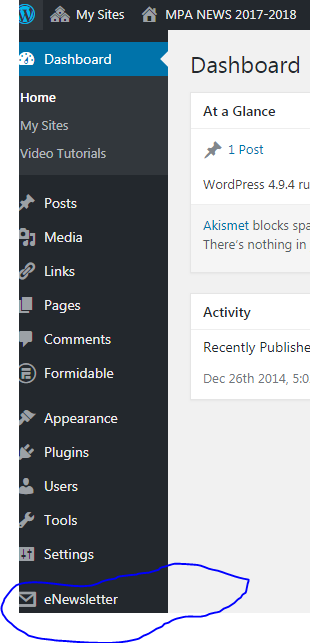 My Sites MPA NEWS 2017-2018
Dashboard
Home
My Sites
Video Tutorials
Posts
Media
Links
Pages
Comments
Formidable
Appearance
Plugins
Users
Tools
Settings
eNewsletter
Dashboard
At a Glance
1 Post
WordPress 4.9.4 ru
Akismet blocks spa
There's nothing in
Activity
Recently Publishe
Dec 26th 2014, 5:0